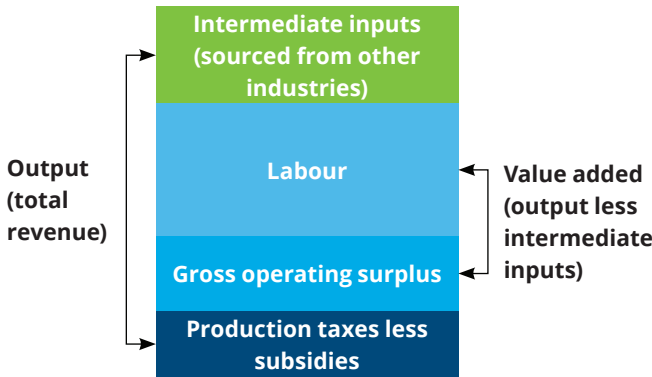 Intermediate inputs
(sourced from other
industries)
Labour
Gross operating surplus
Production taxes less
subsidies
Output
(total
revenue)
Value added
(output less
intermediate
inputs)